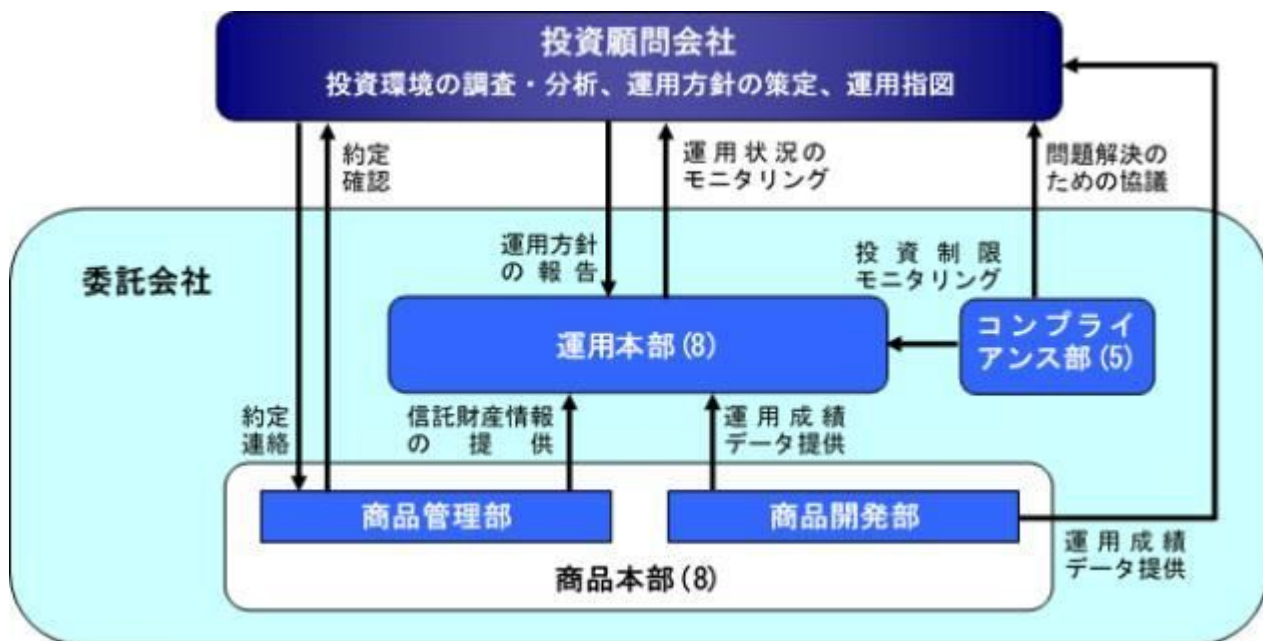 投資顧問会社
投資環境の調査・分析、運用方針の策定、運用指図
約定
確認
運用状況の
モニタリング
問題解決の
ための協議
運用方針
の報告
投資制限
モニタリング
委託会社
運用本部(8)
コンプライ
アンス部(5)
約定
連絡
信託財産情報
の提供
運用成績
データ提供
商品管理部
商品開発部
運用成績
データ提供
商品本部(8)